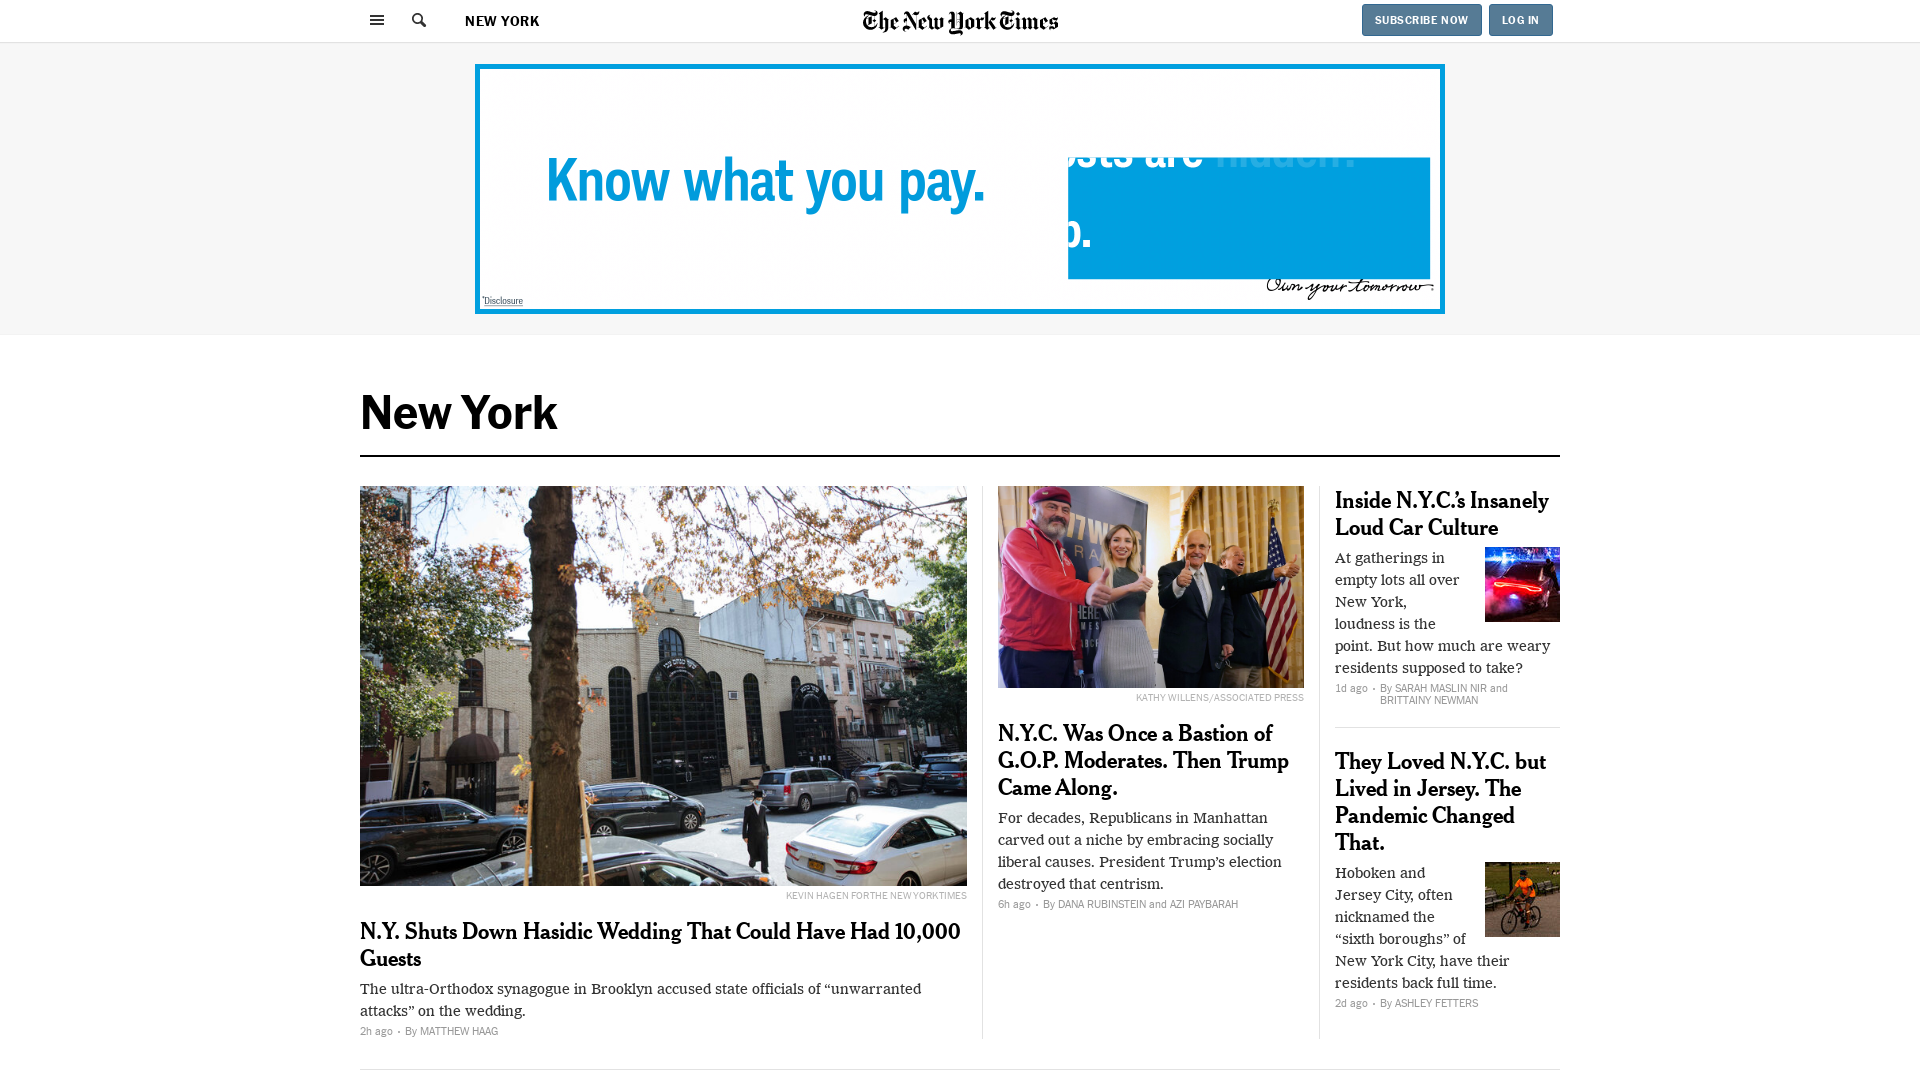 NEW YORK
The New York Times
SUBSCRIBE NOW
LOG IN
Know what you pay.
osts are hidden?
p.
Own your tomorrow
*Disclosure
New York
KEVIN HAGEN FOR THE NEW YORK TIMES
N.Y. Shuts Down Hasidic Wedding That Could Have Had 10,000
Guests
The ultra-Orthodox synagogue in Brooklyn accused state officials of “unwarranted
attacks” on the wedding.
2h ago • By MATTHEW HAAG
KATHY WILLENS/ASSOCIATED PRESS
N.Y.C. Was Once a Bastion of
G.O.P. Moderates. Then Trump
Came Along.
For decades, Republicans in Manhattan
carved out a niche by embracing socially
liberal causes. President Trump’s election
destroyed that centrism.
6h ago • By DANA RUBINSTEIN and AZI PAYBARAH
Inside N.Y.C.’s Insanely
Loud Car Culture
At gatherings in
empty lots all over
New York,
loudness is the
point. But how much are weary
residents supposed to take?
1d ago • By SARAH MASLIN NIR and
BRITTAINY NEWMAN
They Loved N.Y.C. but
Lived in Jersey. The
Pandemic Changed
That.
Hoboken and
Jersey City, often
nicknamed the
“sixth boroughs” of
New York City, have their
residents back full time.
2d ago • By ASHLEY FETTERS